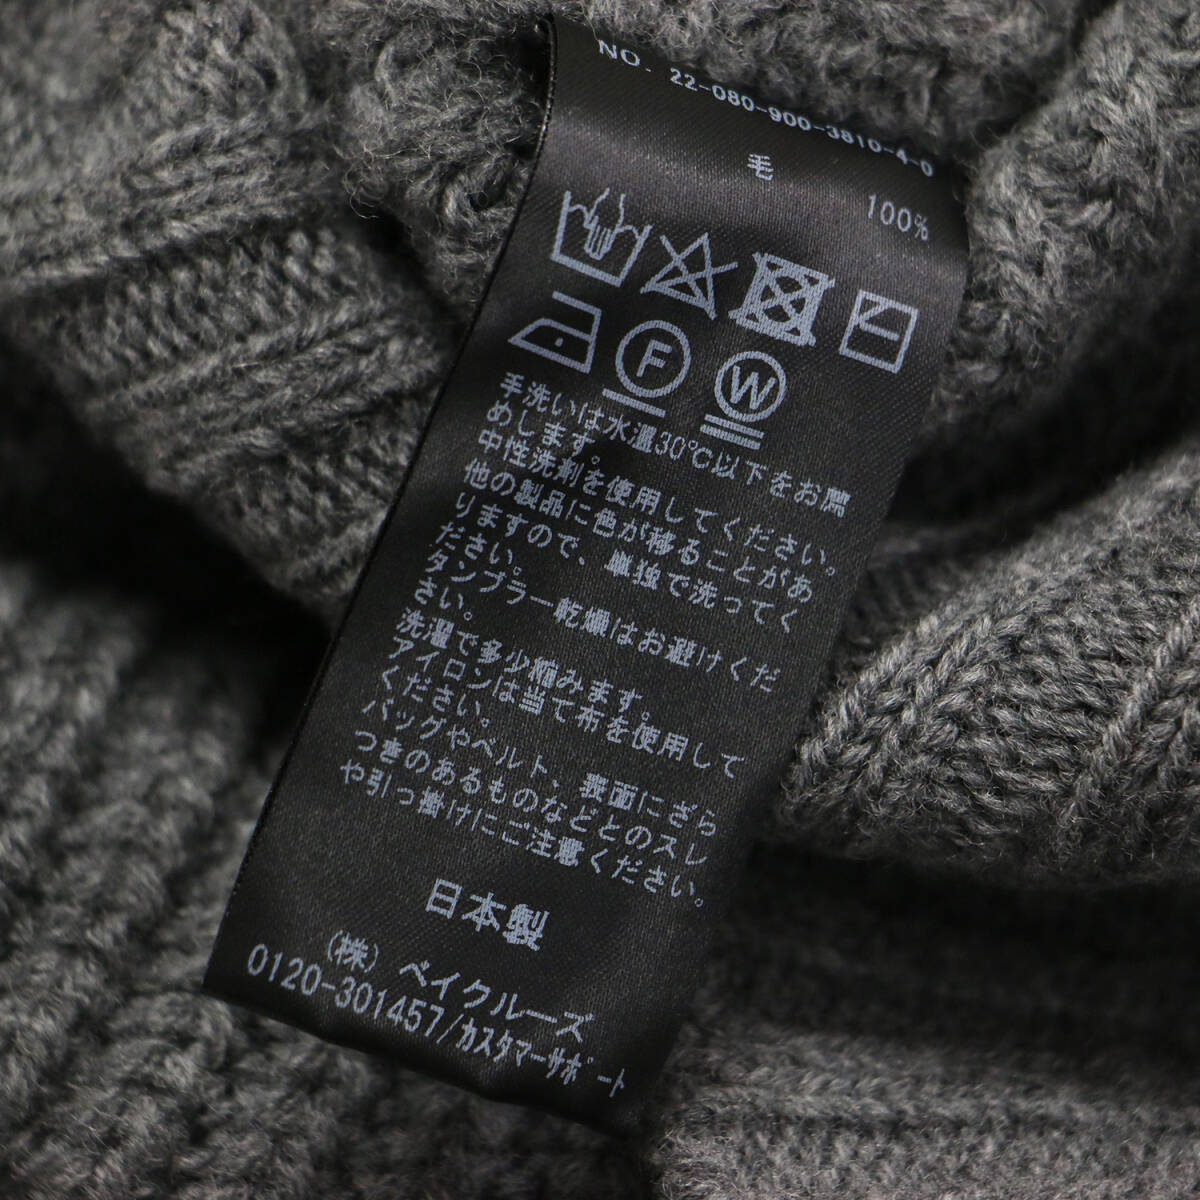 NO. 22-080-900-3810-4-0
毛 100%
F W
手洗いは水温30℃以下をお薦
めします。
中性洗剤を使用してください。
他の製品に色が移ることがあ
りますので、単独で洗ってく
ださい。
タンブラー乾燥はお避けくだ
さい。
洗濯で多少縮みます。
アイロンは当て布を使用して
ください。
バッグやベルト、表面にざら
つきのあるものなどとのスレ
や引っ掛けにご注意ください。
日本製
(株) ベイクルーズ
0120-301457/ｶｽﾀﾏｰｻﾎﾟｰﾄ